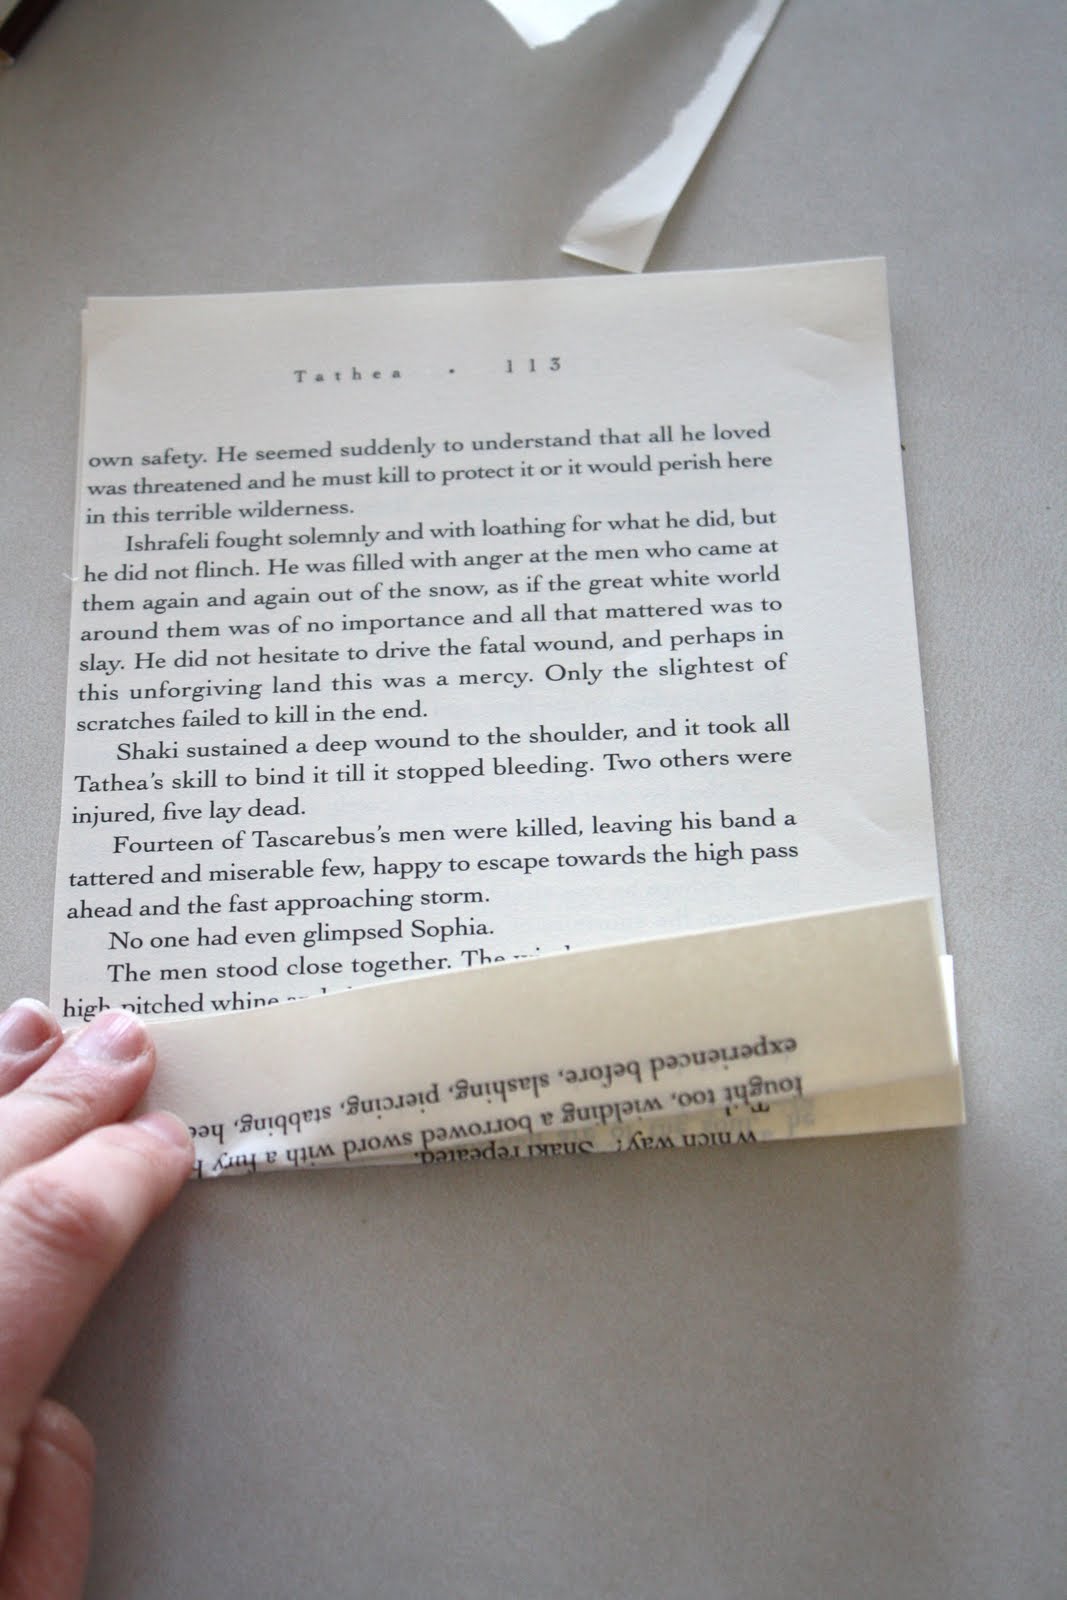 Tathea • 113
own safety. He seemed suddenly to understand that all he loved
was threatened and he must kill to protect it or it would perish here
in this terrible wilderness.
Ishrafeli fought solemnly and with loathing for what he did, but
he did not flinch. He was filled with anger at the men who came at
them again and again out of the snow, as if the great white world
around them was of no importance and all that mattered was to
slay. He did not hesitate to drive the fatal wound, and perhaps in
this unforgiving land this was a mercy. Only the slightest of
scratches failed to kill in the end.
Shaki sustained a deep wound to the shoulder, and it took all
Tathea's skill to bind it till it stopped bleeding. Two others were
injured, five lay dead.
Fourteen of Tascarebus's men were killed, leaving his band a
tattered and miserable few, happy to escape towards the high pass
ahead and the fast approaching storm.
No one had even glimpsed Sophia.
The men stood close together. The
high-pitched whine
"Which way?" Shaki repeated.
fought too, wielding a borrowed sword with a fury
experienced before, slashing, piercing, stabbing,